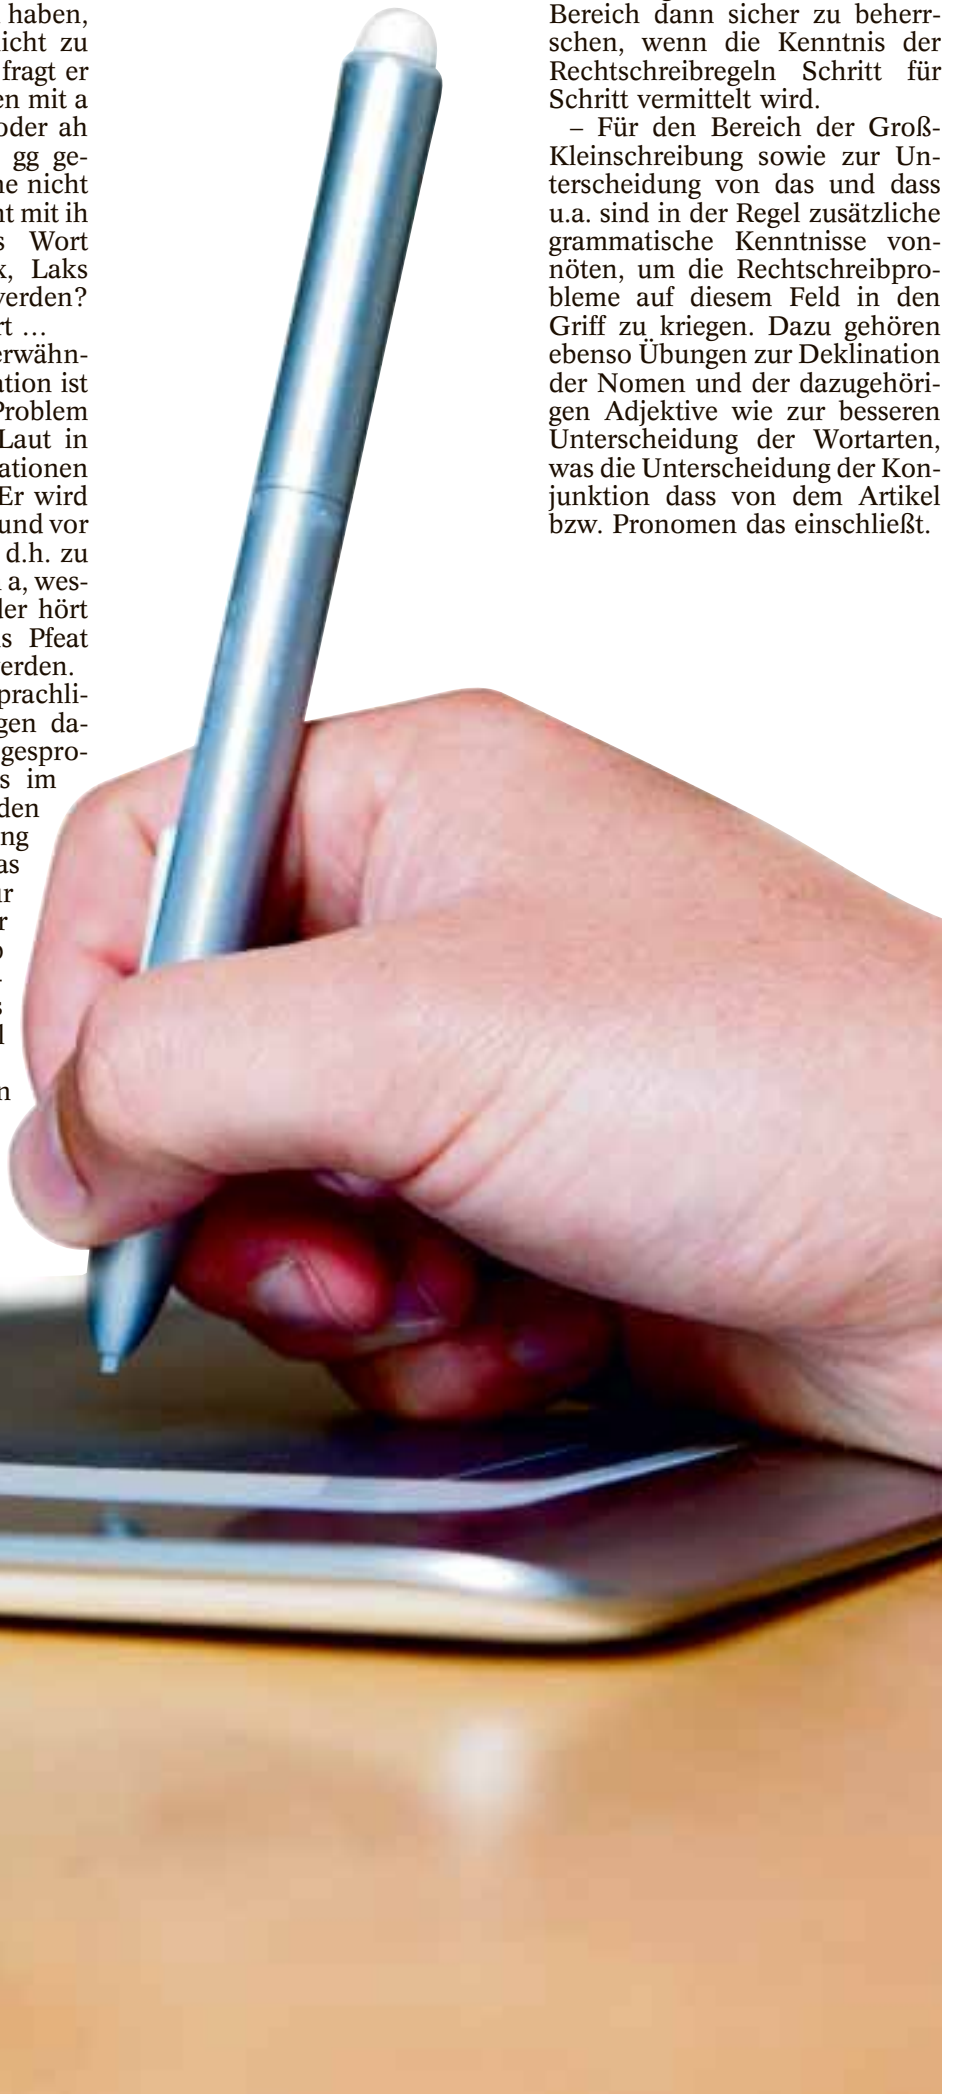 haben,
icht zu
fragt er
en mit a
oder ah
gg ge-
ne nicht
nt mit ih
s Wort
x, Laks
verden?
rt …
erwähn-
ation ist
Problem
Laut in
ationen
Er wird
und vor
d.h. zu
a, wes-
ler hört
s Pfeat
erden.
prachli-
gen da-
gespro-
s im
den
ng
as
ur
r
o
-
s
l
n
Bereich dann sicher zu beherr-
schen, wenn die Kenntnis der
Rechtschreibregeln Schritt für
Schritt vermittelt wird.
– Für den Bereich der Groß-
Kleinschreibung sowie zur Un-
terscheidung von das und dass
u.a. sind in der Regel zusätzliche
grammatische Kenntnisse von-
nöten, um die Rechtschreibpro-
bleme auf diesem Feld in den
Griff zu kriegen. Dazu gehören
ebenso Übungen zur Deklination
der Nomen und der dazugehöri-
gen Adjektive wie zur besseren
Unterscheidung der Wortarten,
was die Unterscheidung der Kon-
junktion dass von dem Artikel
bzw. Pronomen das einschließt.